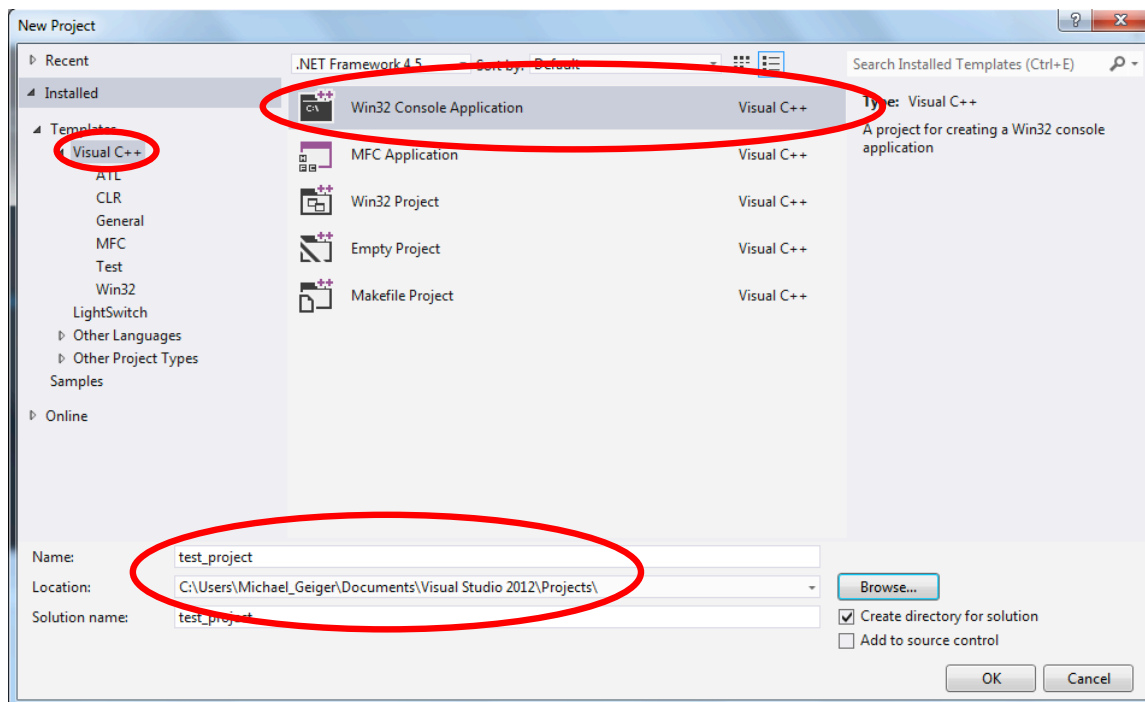 New Project
Recent
.NET Framework 4.5 Sort by: Default
Search Installed Templates (Ctrl+E)
Installed
Templates
Visual C++
ATL
CLR
General
MFC
Test
Win32
LightSwitch
Other Languages
Other Project Types
Samples
Online
Win32 Console Application Visual C++
MFC Application Visual C++
Win32 Project Visual C++
Empty Project Visual C++
Makefile Project Visual C++
Type: Visual C++
A project for creating a Win32 console
application
Name: test_project
Location: C:\Users\Michael_Geiger\Documents\Visual Studio 2012\Projects\
Browse...
Solution name: test_project
Create directory for solution
Add to source control
OK Cancel